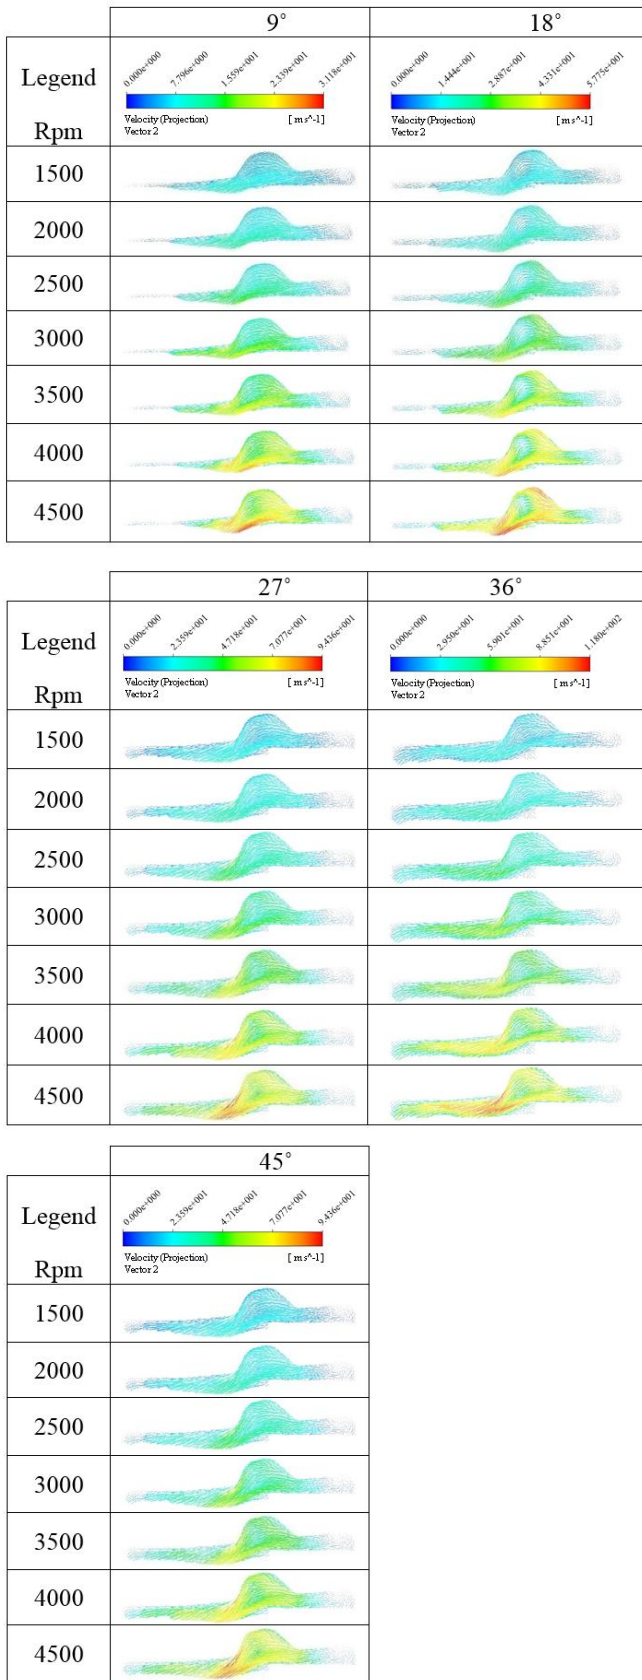 9°
18°
Legend
Rpm
0.000e+000
7.796e+000
1.559e+001
2.339e+001
3.118e+001
Velocity (Projection)
Vector 2
[ m s^-1]
0.000e+000
1.444e+001
2.887e+001
4.331e+001
5.775e+001
Velocity (Projection)
Vector 2
[ m s^-1]
1500
2000
2500
3000
3500
4000
4500
27°
36°
Legend
Rpm
0.000e+000
2.359e+001
4.718e+001
7.077e+001
9.436e+001
Velocity (Projection)
Vector 2
[ m s^-1]
0.000e+000
2.950e+001
5.901e+001
8.851e+001
1.180e+002
Velocity (Projection)
Vector 2
[ m s^-1]
1500
2000
2500
3000
3500
4000
4500
45°
Legend
Rpm
0.000e+000
2.359e+001
4.718e+001
7.077e+001
9.436e+001
Velocity (Projection)
Vector 2
[ m s^-1]
1500
2000
2500
3000
3500
4000
4500